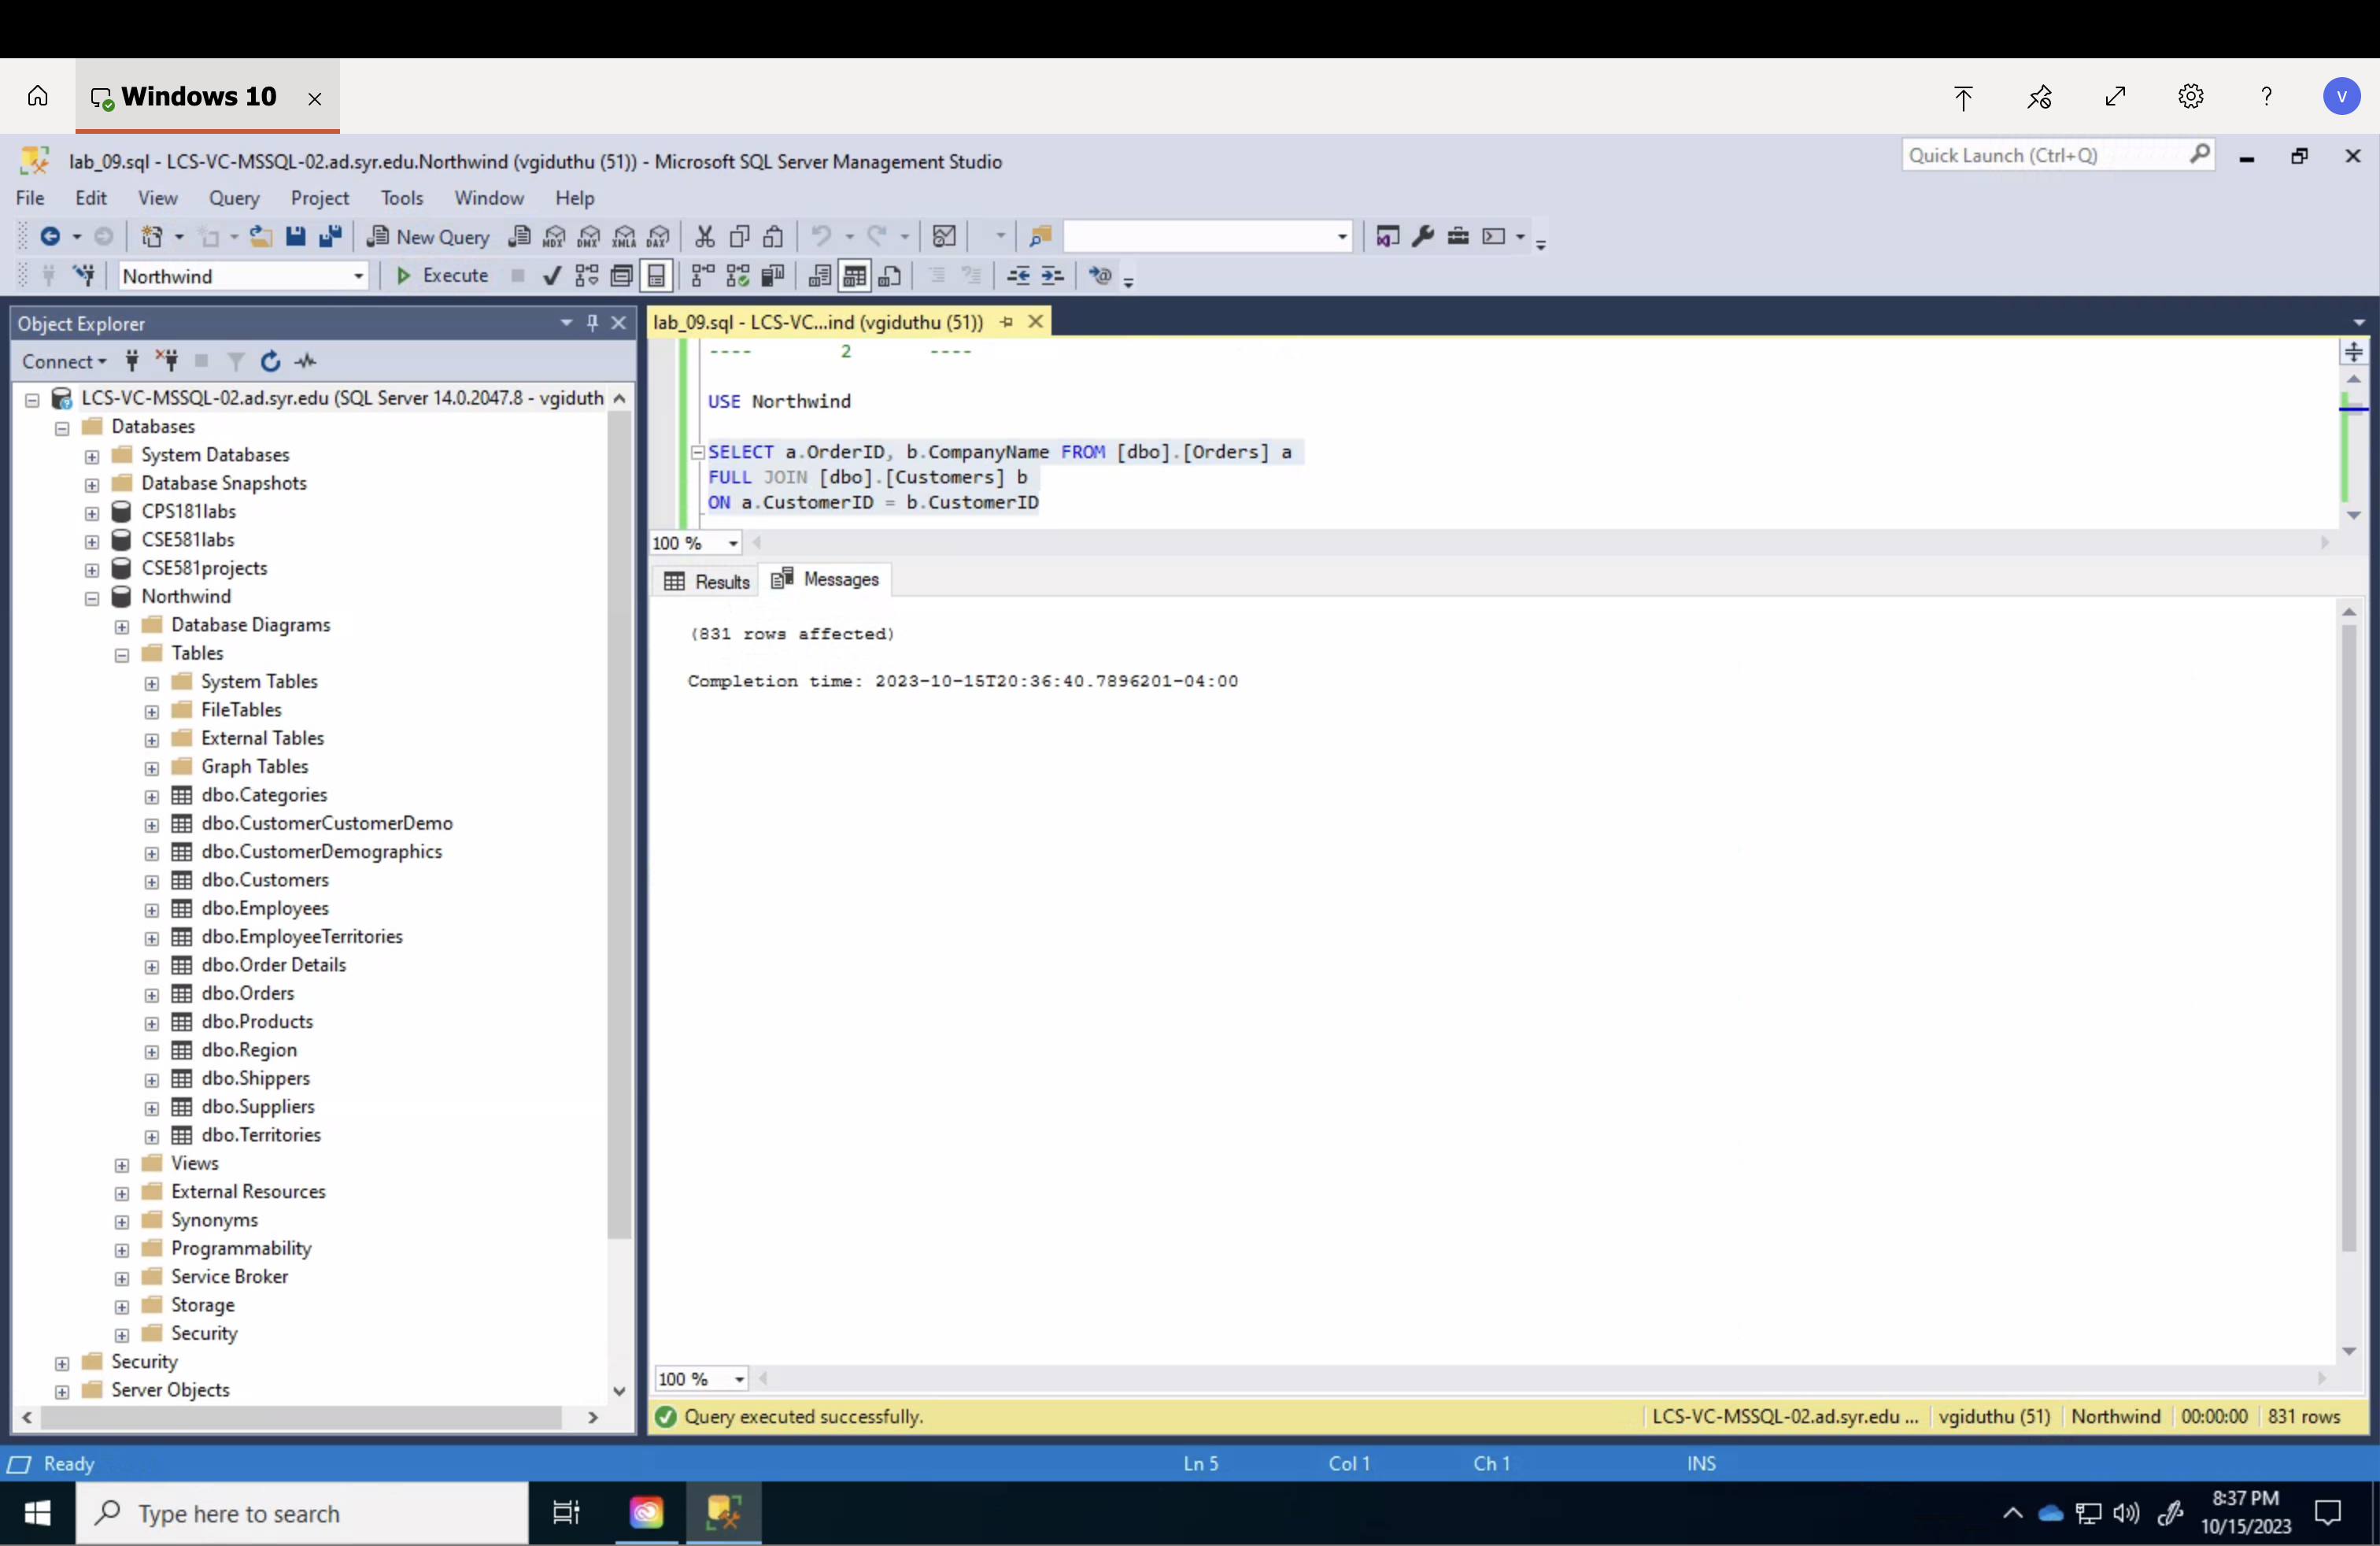 Windows 10
V
lab_09.sql - LCS-VC-MSSQL-02.ad.syr.edu.Northwind (vgiduthu (51)) - Microsoft SQL Server Management Studio
Quick Launch (Ctrl+Q)
File Edit View Query Project Tools Window Help
New Query MDX DMX XMLA DAX
Northwind Execute
Object Explorer
lab_09.sql - LCS-VC...ind (vgiduthu (51))
Connect
LCS-VC-MSSQL-02.ad.syr.edu (SQL Server 14.0.2047.8 - vgiduth
Databases
System Databases
Database Snapshots
CPS181labs
CSE581labs
CSE581projects
Northwind
Database Diagrams
Tables
System Tables
FileTables
External Tables
Graph Tables
dbo.Categories
dbo.CustomerCustomerDemo
dbo.CustomerDemographics
dbo.Customers
dbo.Employees
dbo.EmployeeTerritories
dbo.Order Details
dbo.Orders
dbo.Products
dbo.Region
dbo.Shippers
dbo.Suppliers
dbo.Territories
Views
External Resources
Synonyms
Programmability
Service Broker
Storage
Security
Security
Server Objects
---- 2 ----
USE Northwind
SELECT a.OrderID, b.CompanyName FROM [dbo].[Orders] a
FULL JOIN [dbo].[Customers] b
ON a.CustomerID = b.CustomerID
100 %
Results Messages
(831 rows affected)
Completion time: 2023-10-15T20:36:40.7896201-04:00
100 %
Query executed successfully. LCS-VC-MSSQL-02.ad.syr.edu ... vgiduthu (51) Northwind 00:00:00 831 rows
Ready Ln 5 Col 1 Ch 1 INS
Type here to search
8:37 PM
10/15/2023